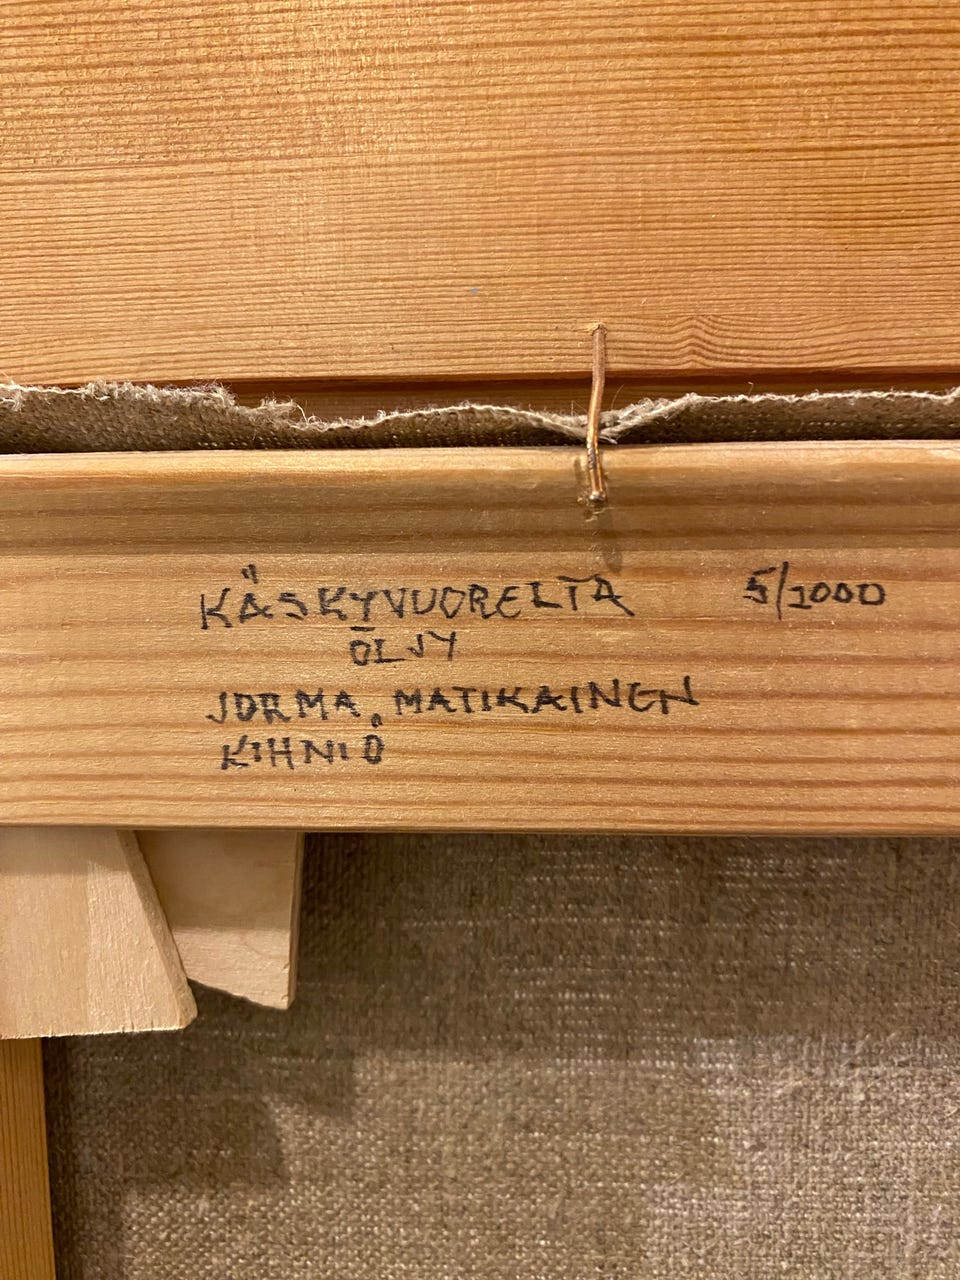 KÄSKYVUORELTA 5/2000
ÖLJY
JORMA MATIKAINEN
KIHNIÖ